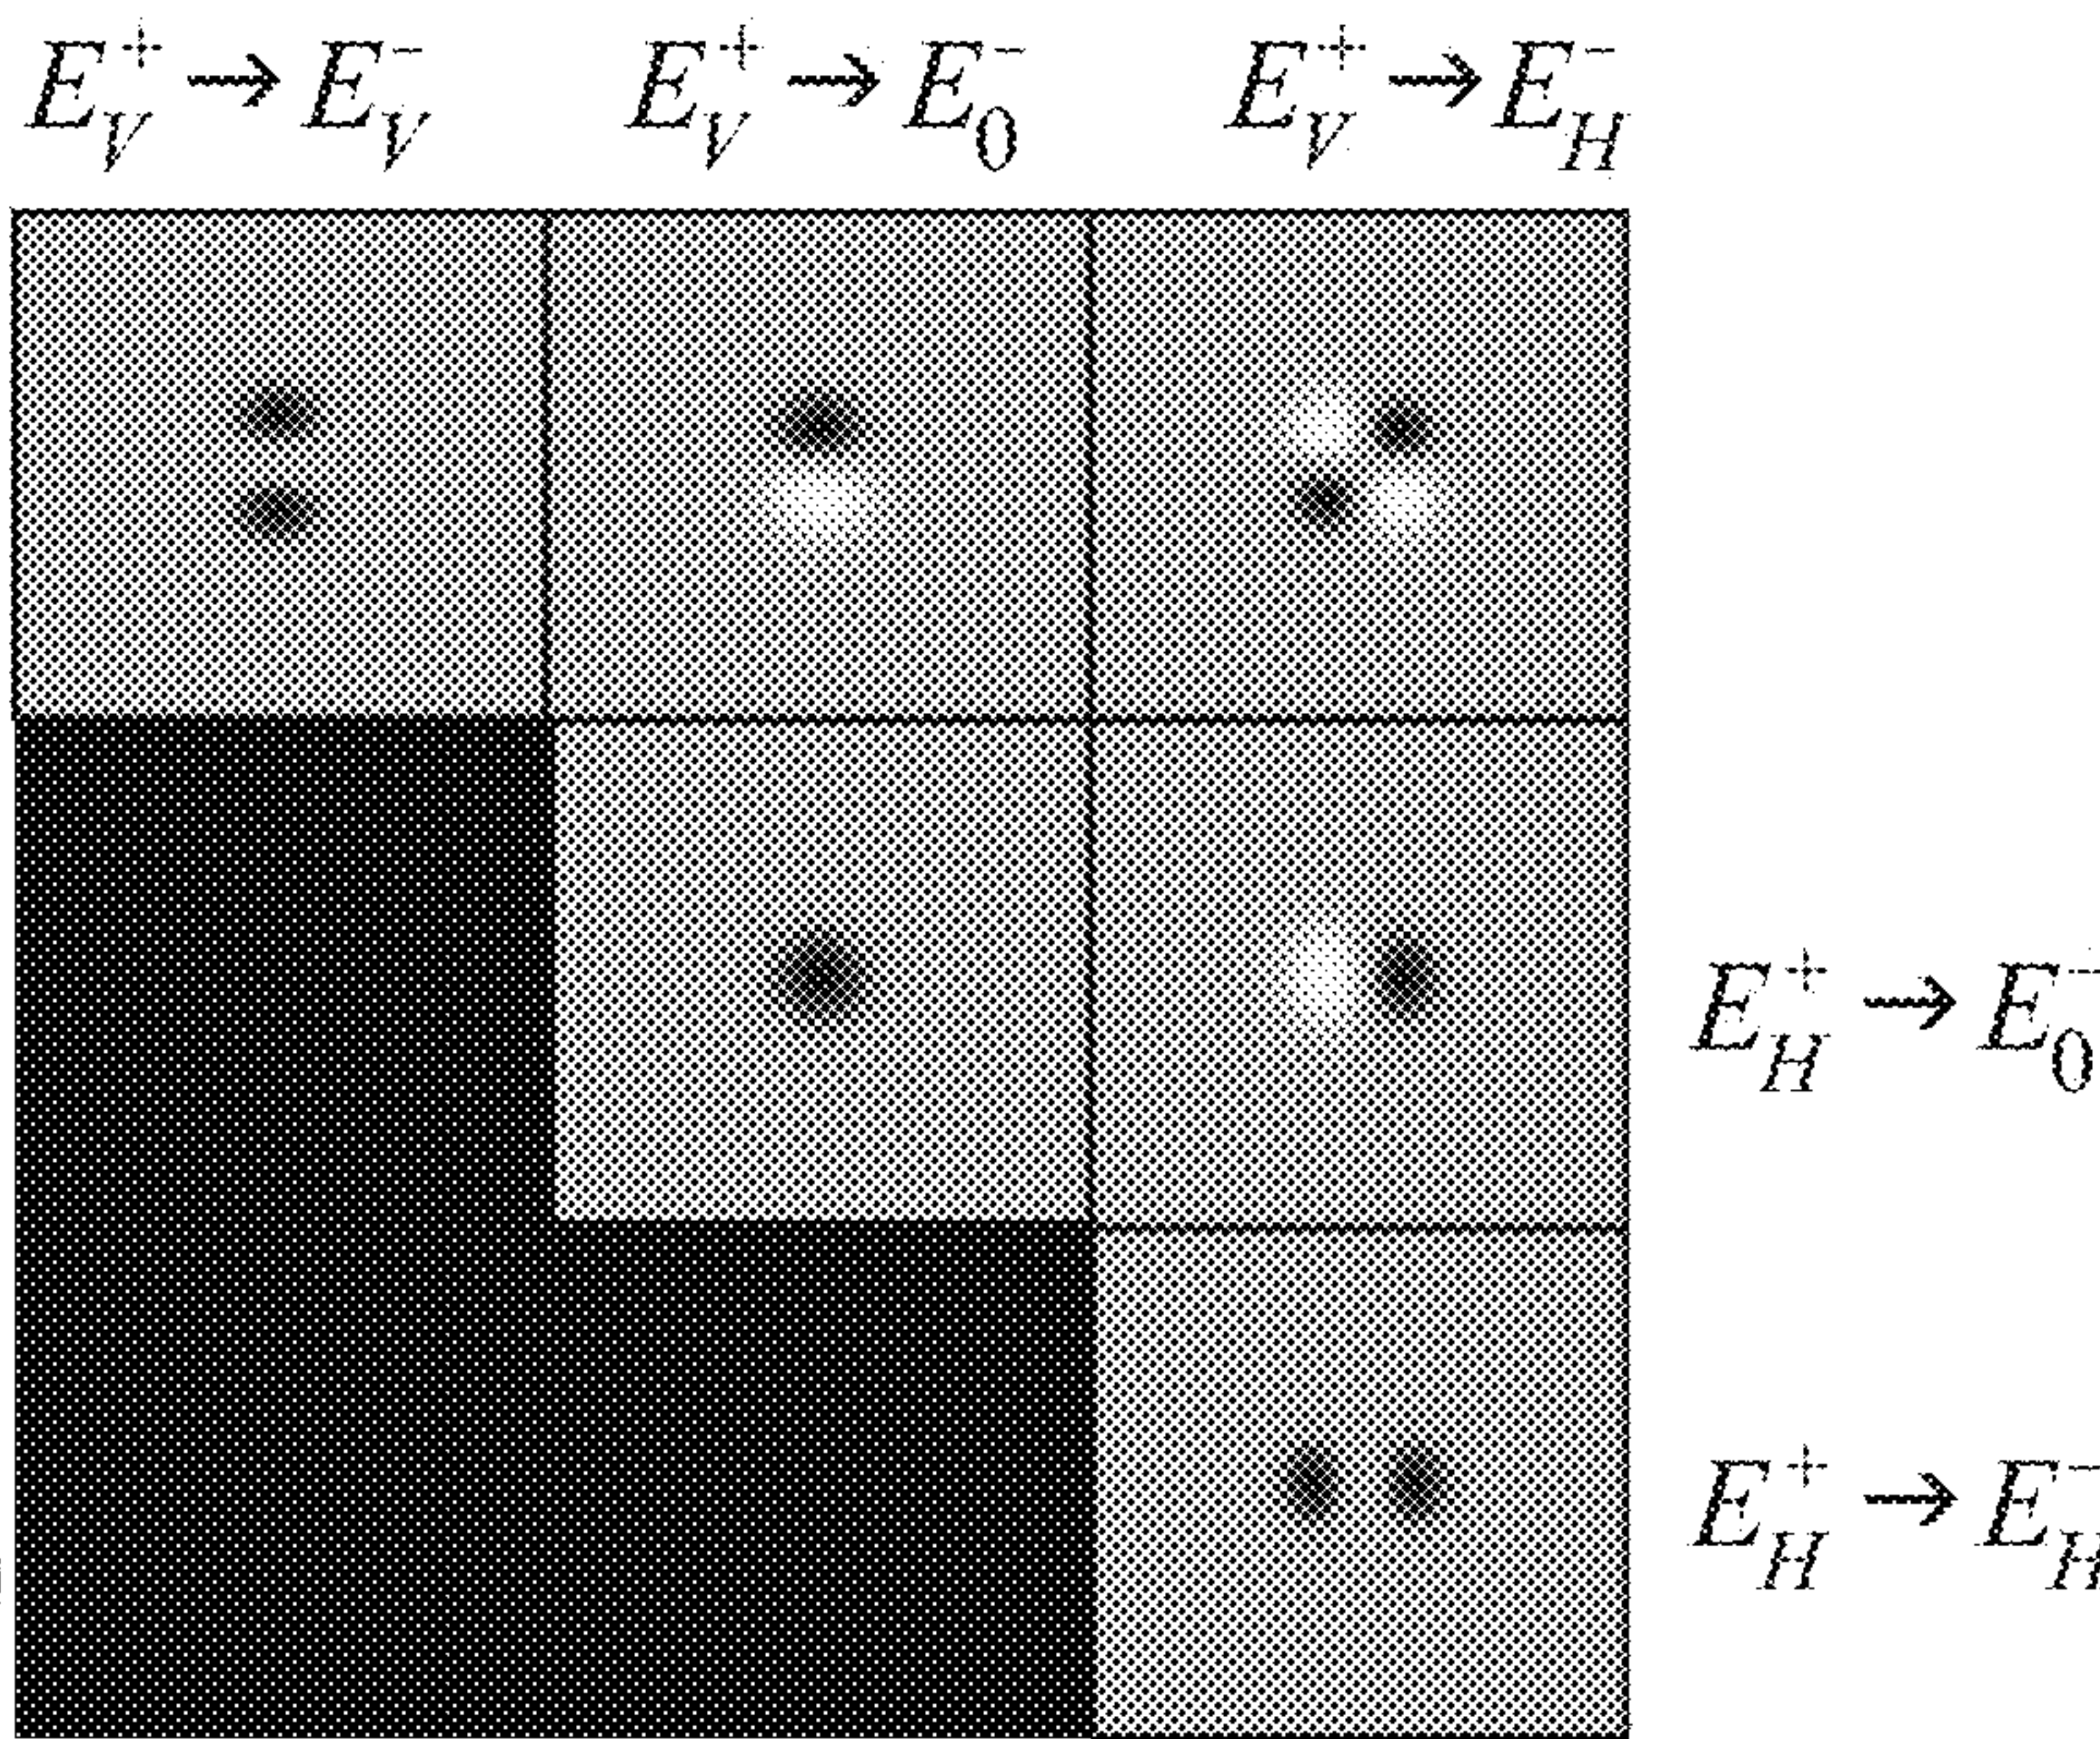 E_V^+ → E_V^- E_V^+ → E_0^- E_V^+ → E_H^-
E_H^+ → E_0^-
E_H^+ → E_H^-